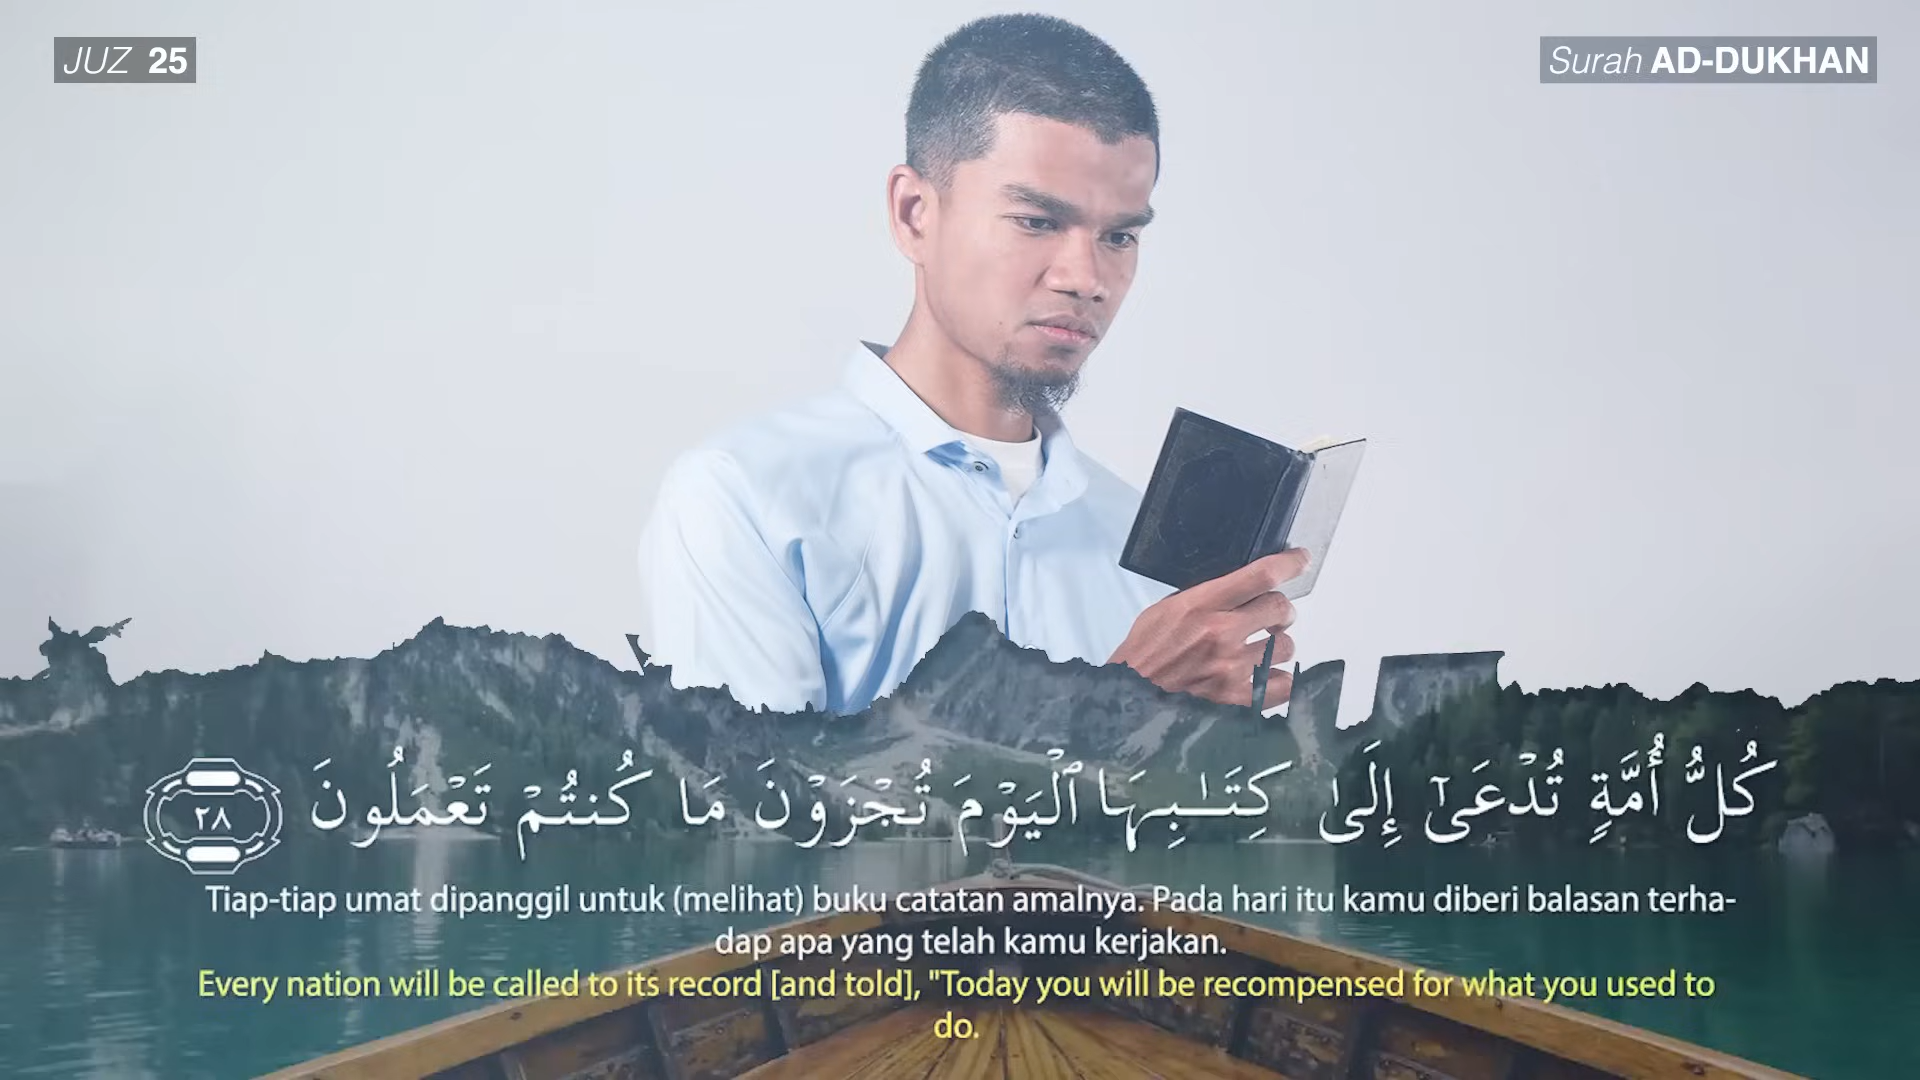 JUZ 25
Surah AD-DUKHAN
كُلُّ أُمَّةٍ تُدْعَىٰٓ إِلَىٰ كِتَـٰبِهَا ٱلْيَوْمَ تُجْزَوْنَ مَا كُنتُمْ تَعْمَلُونَ ٢٨
Tiap-tiap umat dipanggil untuk (melihat) buku catatan amalnya. Pada hari itu kamu diberi balasan terha-
dap apa yang telah kamu kerjakan.
Every nation will be called to its record [and told], "Today you will be recompensed for what you used to
do.